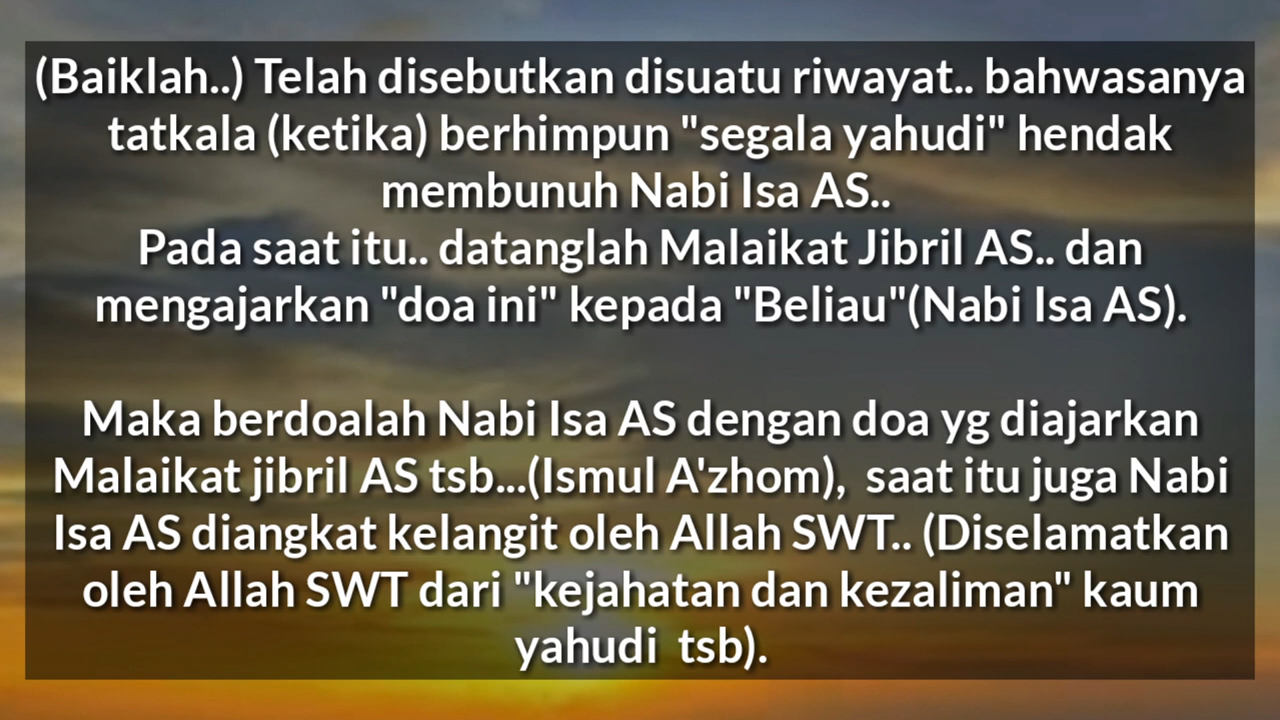 (Baiklah..) Telah disebutkan disuatu riwayat.. bahwasanya
tatkala (ketika) berhimpun "segala yahudi" hendak
membunuh Nabi Isa AS..
Pada saat itu.. datanglah Malaikat Jibril AS.. dan
mengajarkan "doa ini" kepada "Beliau"(Nabi Isa AS).
Maka berdoalah Nabi Isa AS dengan doa yg diajarkan
Malaikat jibril AS tsb...(Ismul A'zhom),  saat itu juga Nabi
Isa AS diangkat kelangit oleh Allah SWT.. (Diselamatkan
oleh Allah SWT dari "kejahatan dan kezaliman" kaum
yahudi  tsb).